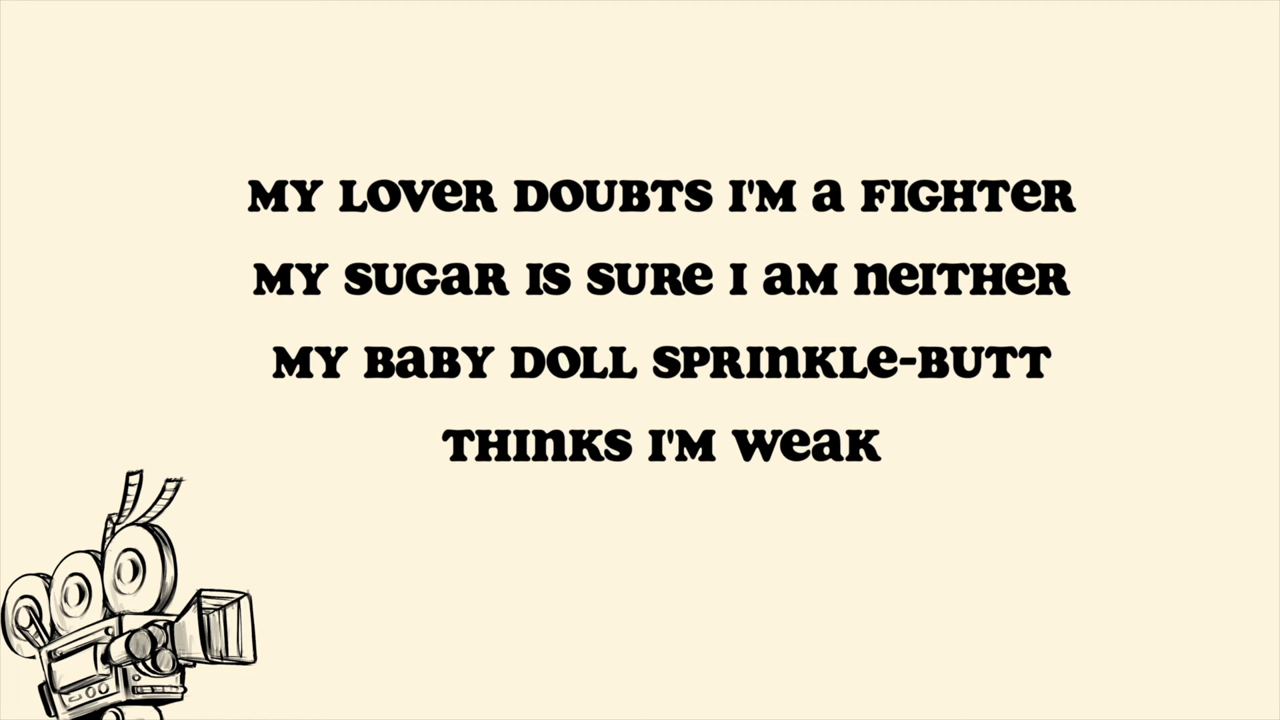 MY LOVER DOUBTS I'M A FIGHTER
MY SUGAR IS SURE I AM NEITHER
MY BABY DOLL SPRINKLE-BUTT
THINKS I'M WEAK